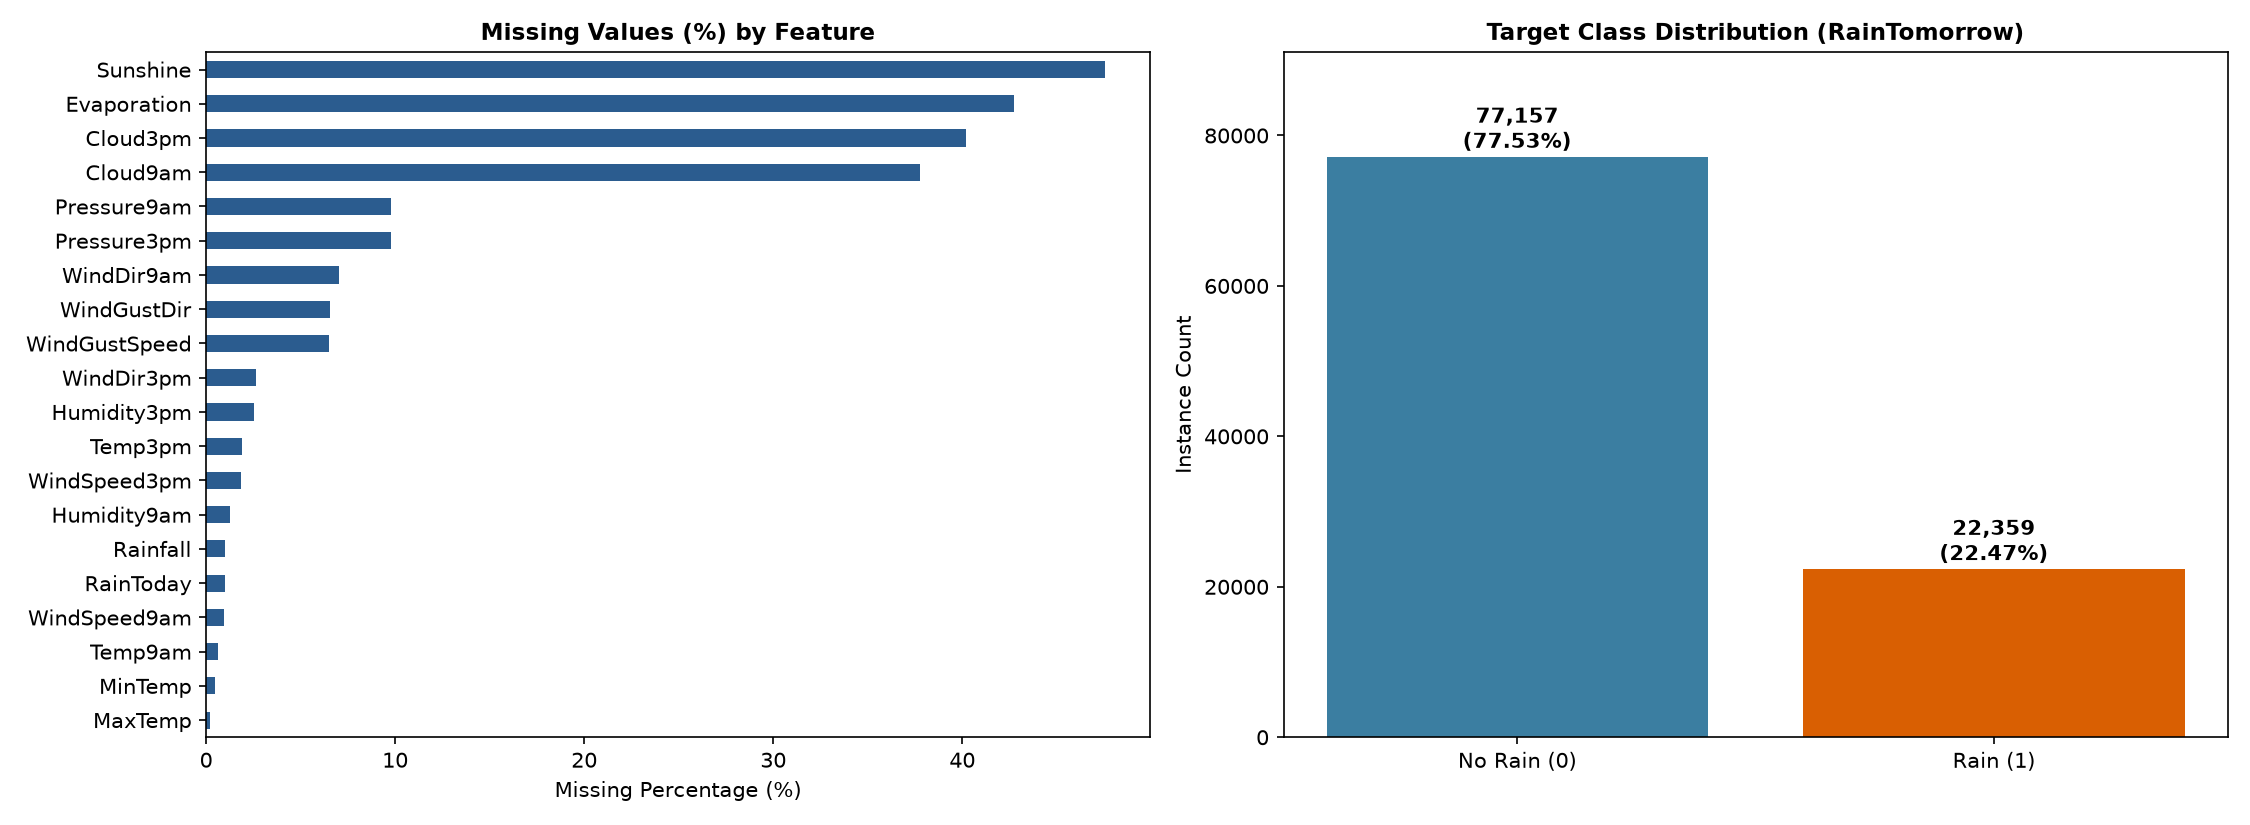 Missing Values (%) by Feature
Sunshine
Evaporation
Cloud3pm
Cloud9am
Pressure9am
Pressure3pm
WindDir9am
WindGustDir
WindGustSpeed
WindDir3pm
Humidity3pm
Temp3pm
WindSpeed3pm
Humidity9am
Rainfall
RainToday
WindSpeed9am
Temp9am
MinTemp
MaxTemp
0 10 20 30 40
Missing Percentage (%)
Target Class Distribution (RainTomorrow)
Instance Count
80000
60000
40000
20000
0
77,157
(77.53%)
22,359
(22.47%)
No Rain (0) Rain (1)